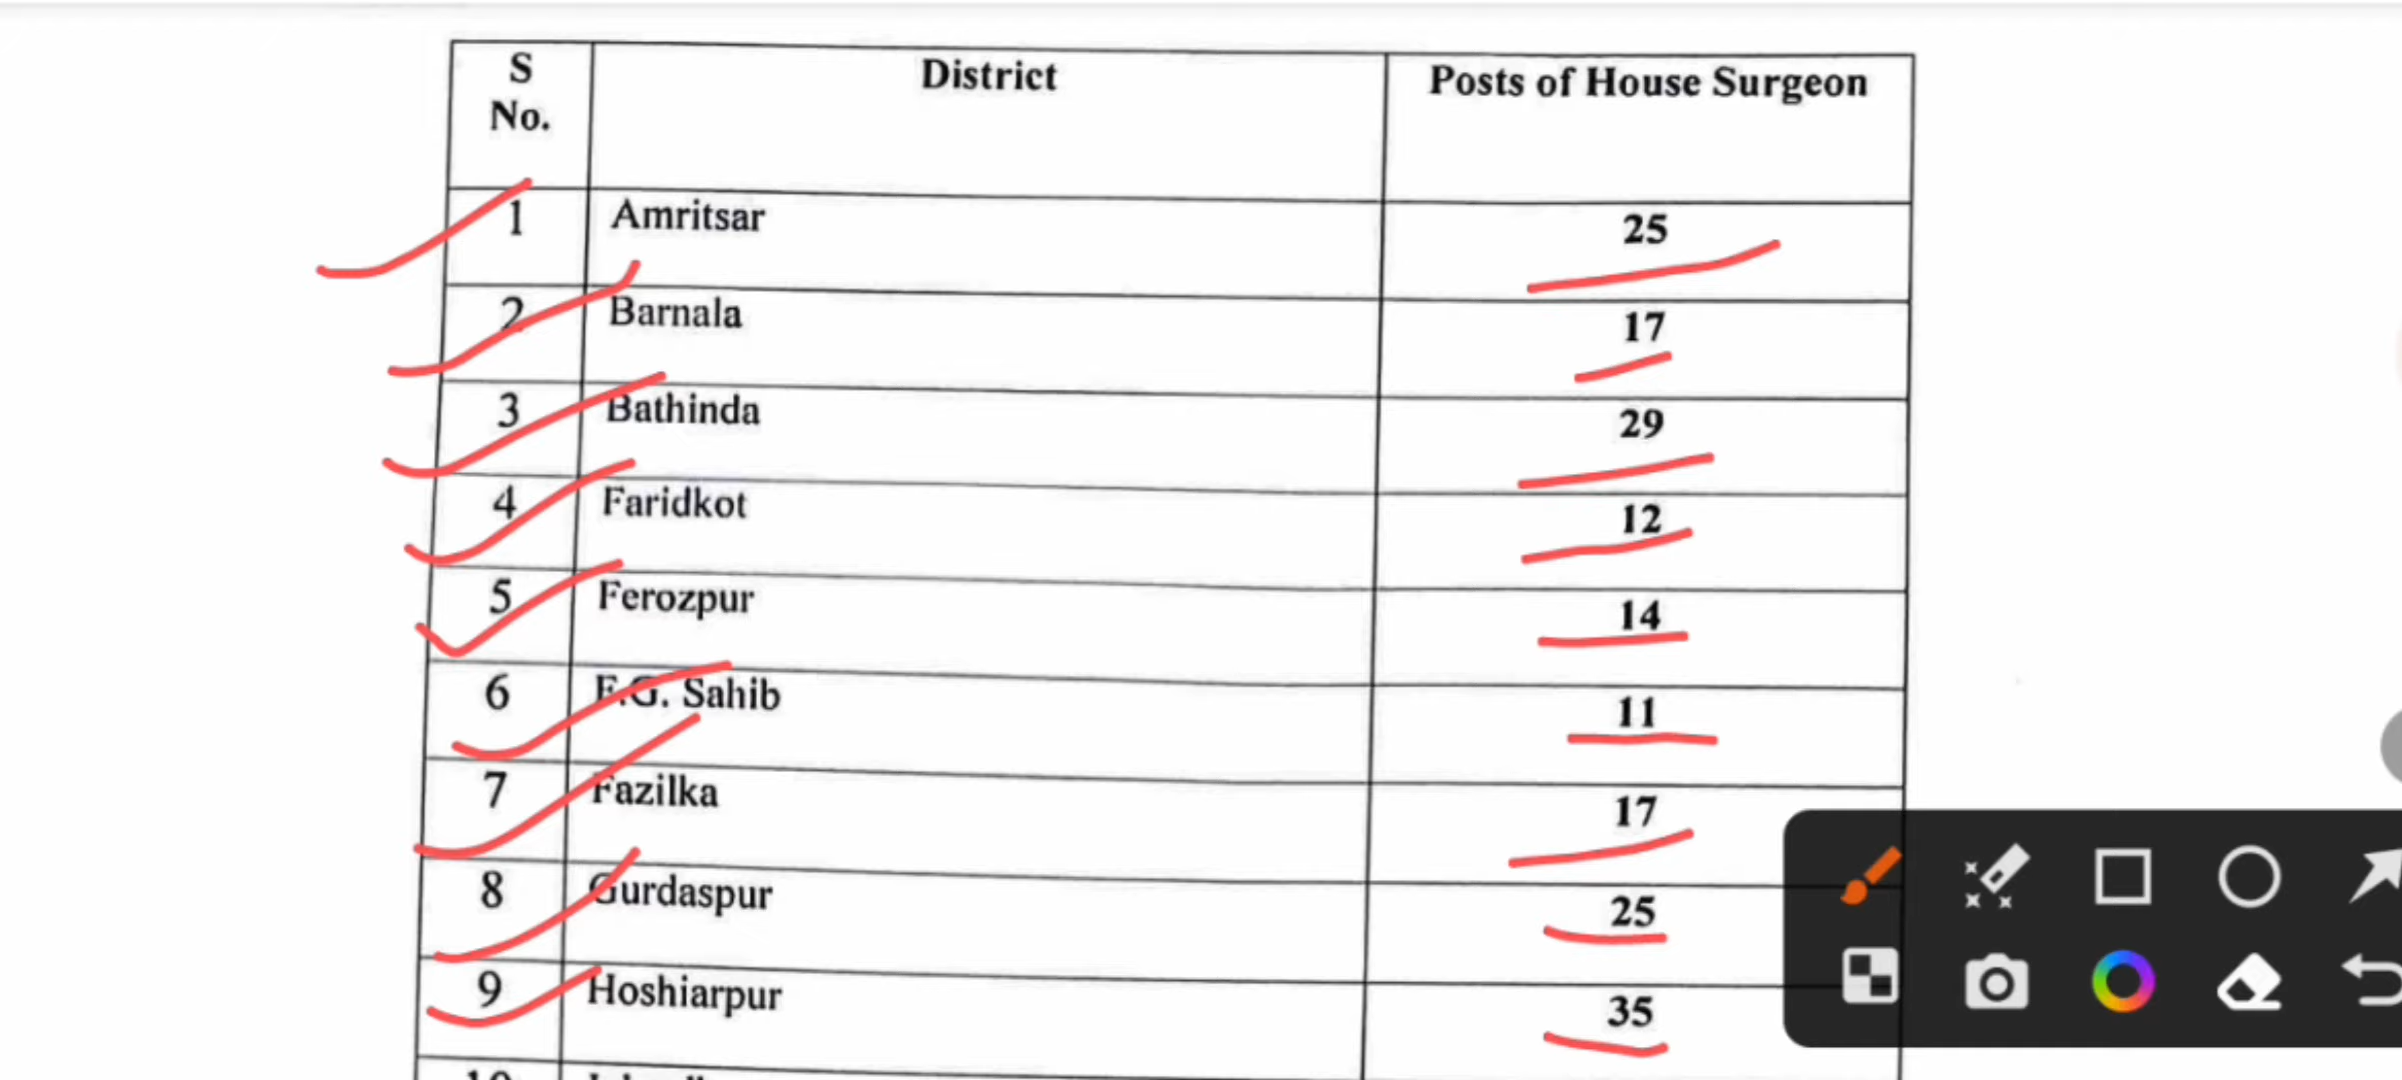 S No. District Posts of House Surgeon
1 Amritsar 25
2 Barnala 17
3 Bathinda 29
4 Faridkot 12
5 Ferozpur 14
6 F.G. Sahib 11
7 Fazilka 17
8 Gurdaspur 25
9 Hoshiarpur 35
10